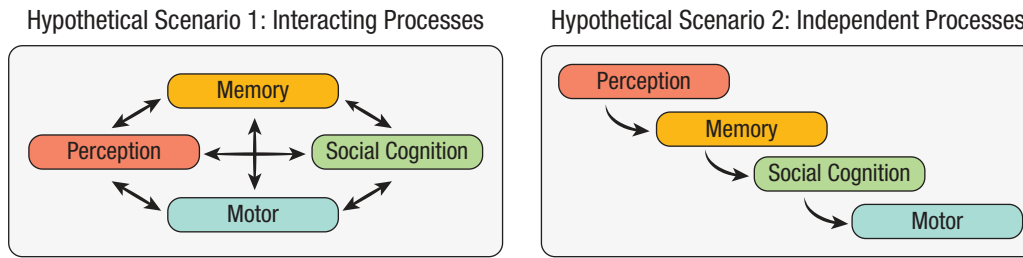 Hypothetical Scenario 1: Interacting Processes
Memory
Perception
Social Cognition
Motor
Hypothetical Scenario 2: Independent Processes
Perception
Memory
Social Cognition
Motor